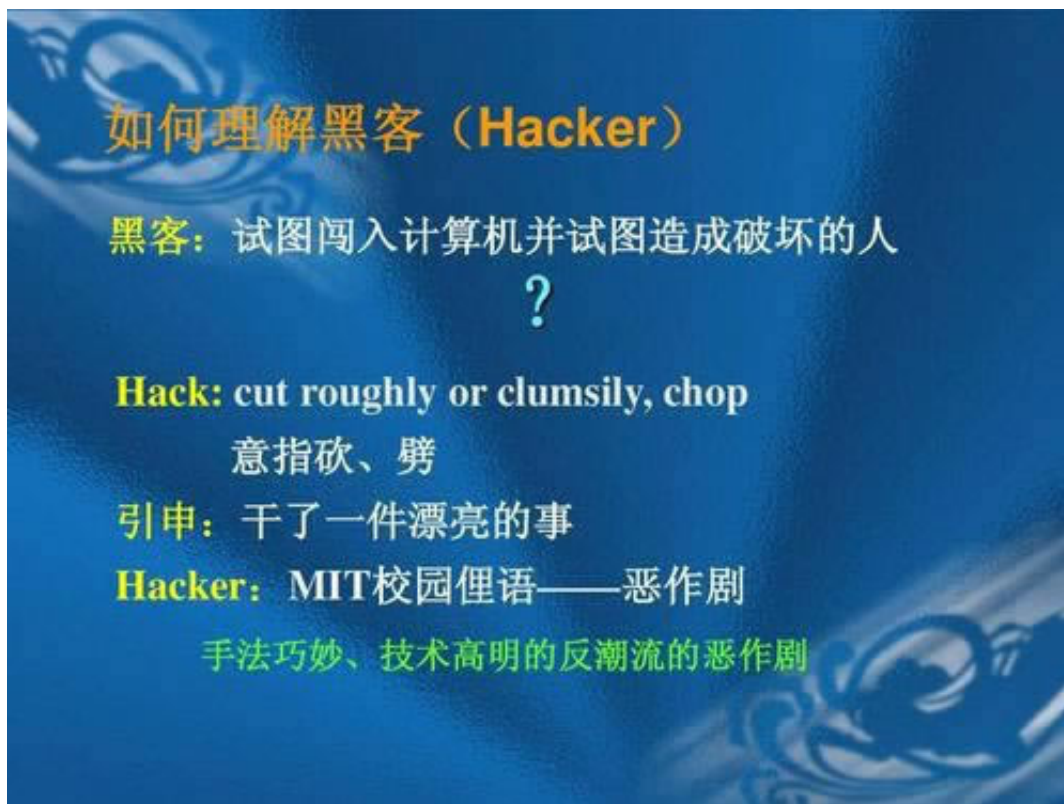 如何理解黑客（Hacker）
黑客：试图闯入计算机并试图造成破坏的人
?
Hack: cut roughly or clumsily, chop
意指砍、劈
引申：干了一件漂亮的事
Hacker：MIT校园俚语——恶作剧
手法巧妙、技术高明的反潮流的恶作剧